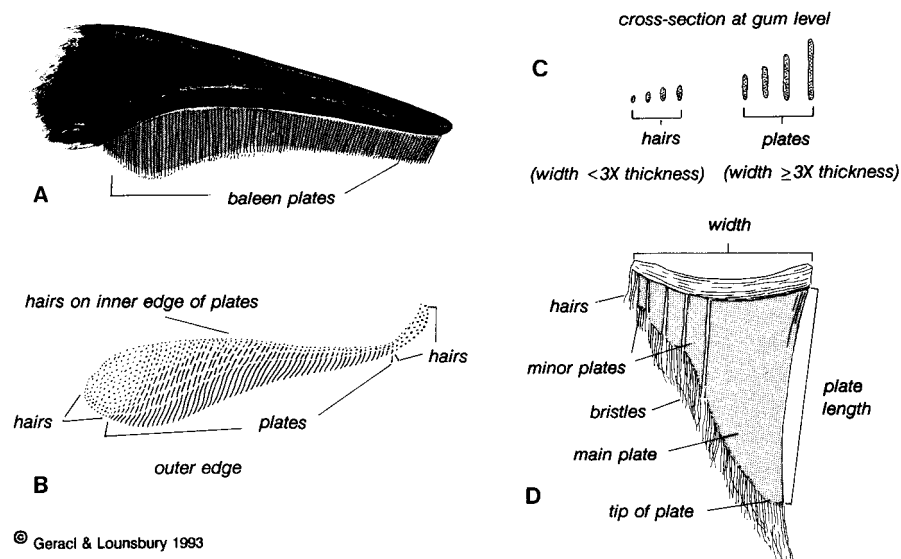 A
baleen plates
hairs on inner edge of plates
hairs
hairs
plates
outer edge
B
© Geraci & Lounsbury 1993
cross-section at gum level
C
hairs
plates
(width <3X thickness)
(width ≥3X thickness)
width
hairs
minor plates
bristles
main plate
tip of plate
plate
length
D